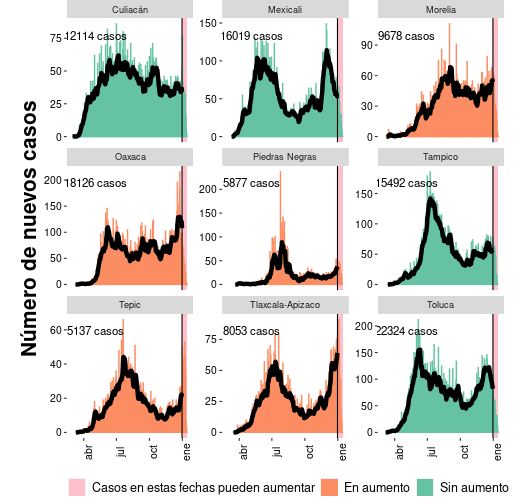 Número de nuevos casos
Culiacán
Mexicali
Morelia
12114 casos
16019 casos
9678 casos
75
50
25
0
150
100
50
0
90
60
30
0
Oaxaca
Piedras Negras
Tampico
18126 casos
5877 casos
15492 casos
200
150
100
50
0
200
150
100
50
0
150
100
50
0
Tepic
Tlaxcala-Apizaco
Toluca
5137 casos
8053 casos
22324 casos
60
40
20
0
75
50
25
0
200
150
100
50
0
abr
jul
oct
ene
abr
jul
oct
ene
abr
jul
oct
ene
Casos en estas fechas pueden aumentar
En aumento
Sin aumento